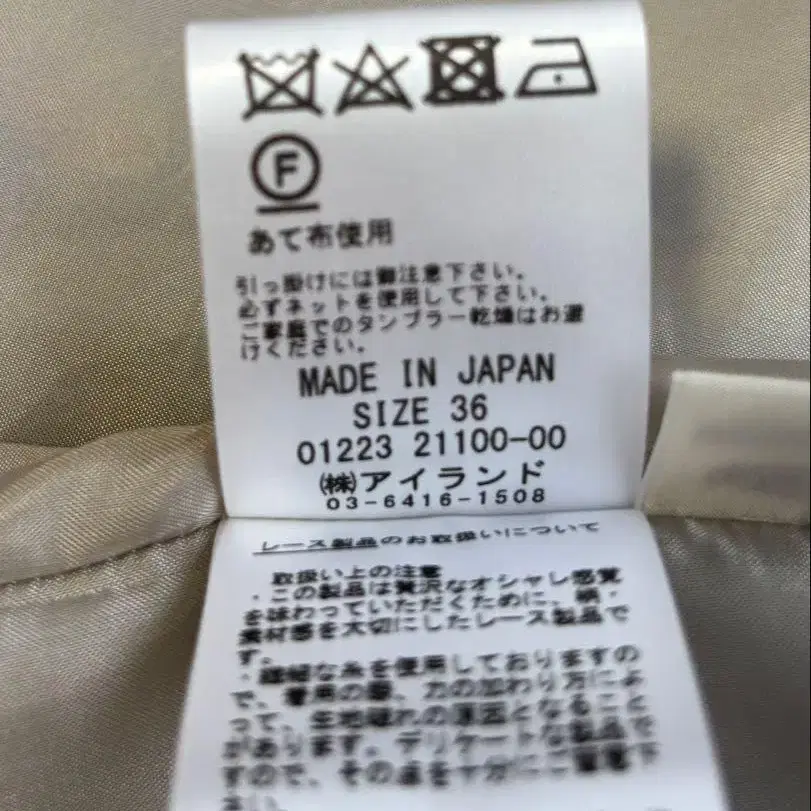 F
あて布使用
引っ掛けには御注意下さい。
必ずネットを使用して下さい。
ご家庭でのタンブラー乾燥はお避
けください。
MADE IN JAPAN
SIZE 36
01223 21100-00
㈱アイランド
03-6416-1508
レース製品のお取扱いについて
取扱い上の注意
・この製品は贅沢なオシャレ感覚
を味わっていただくために、柄・
素材感を大切にしたレース製品で
す。
・繊細な糸を使用しておりますの
で、着用の際、力の加わり方によ
って、生地破れの原因となること
があります。デリケートな製品で
すので、その点を十分にご留意下
さい。